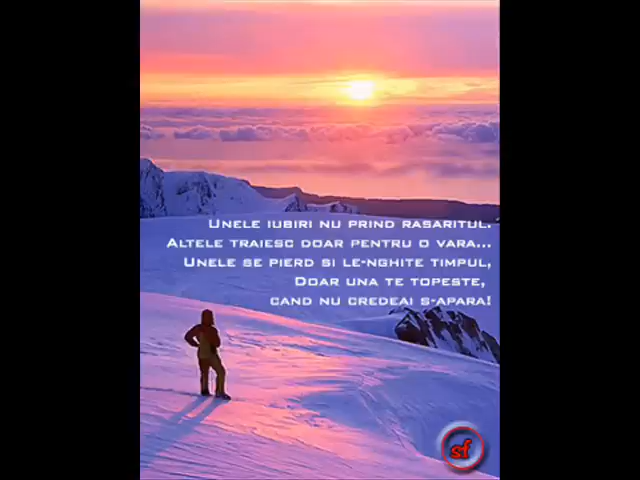 Unele iubiri nu prind rasaritul.
Altele traiesc doar pentru o vara...
Unele se pierd si le-nghite timpul,
Doar una te topeste,
cand nu credeai s-apara!
sf